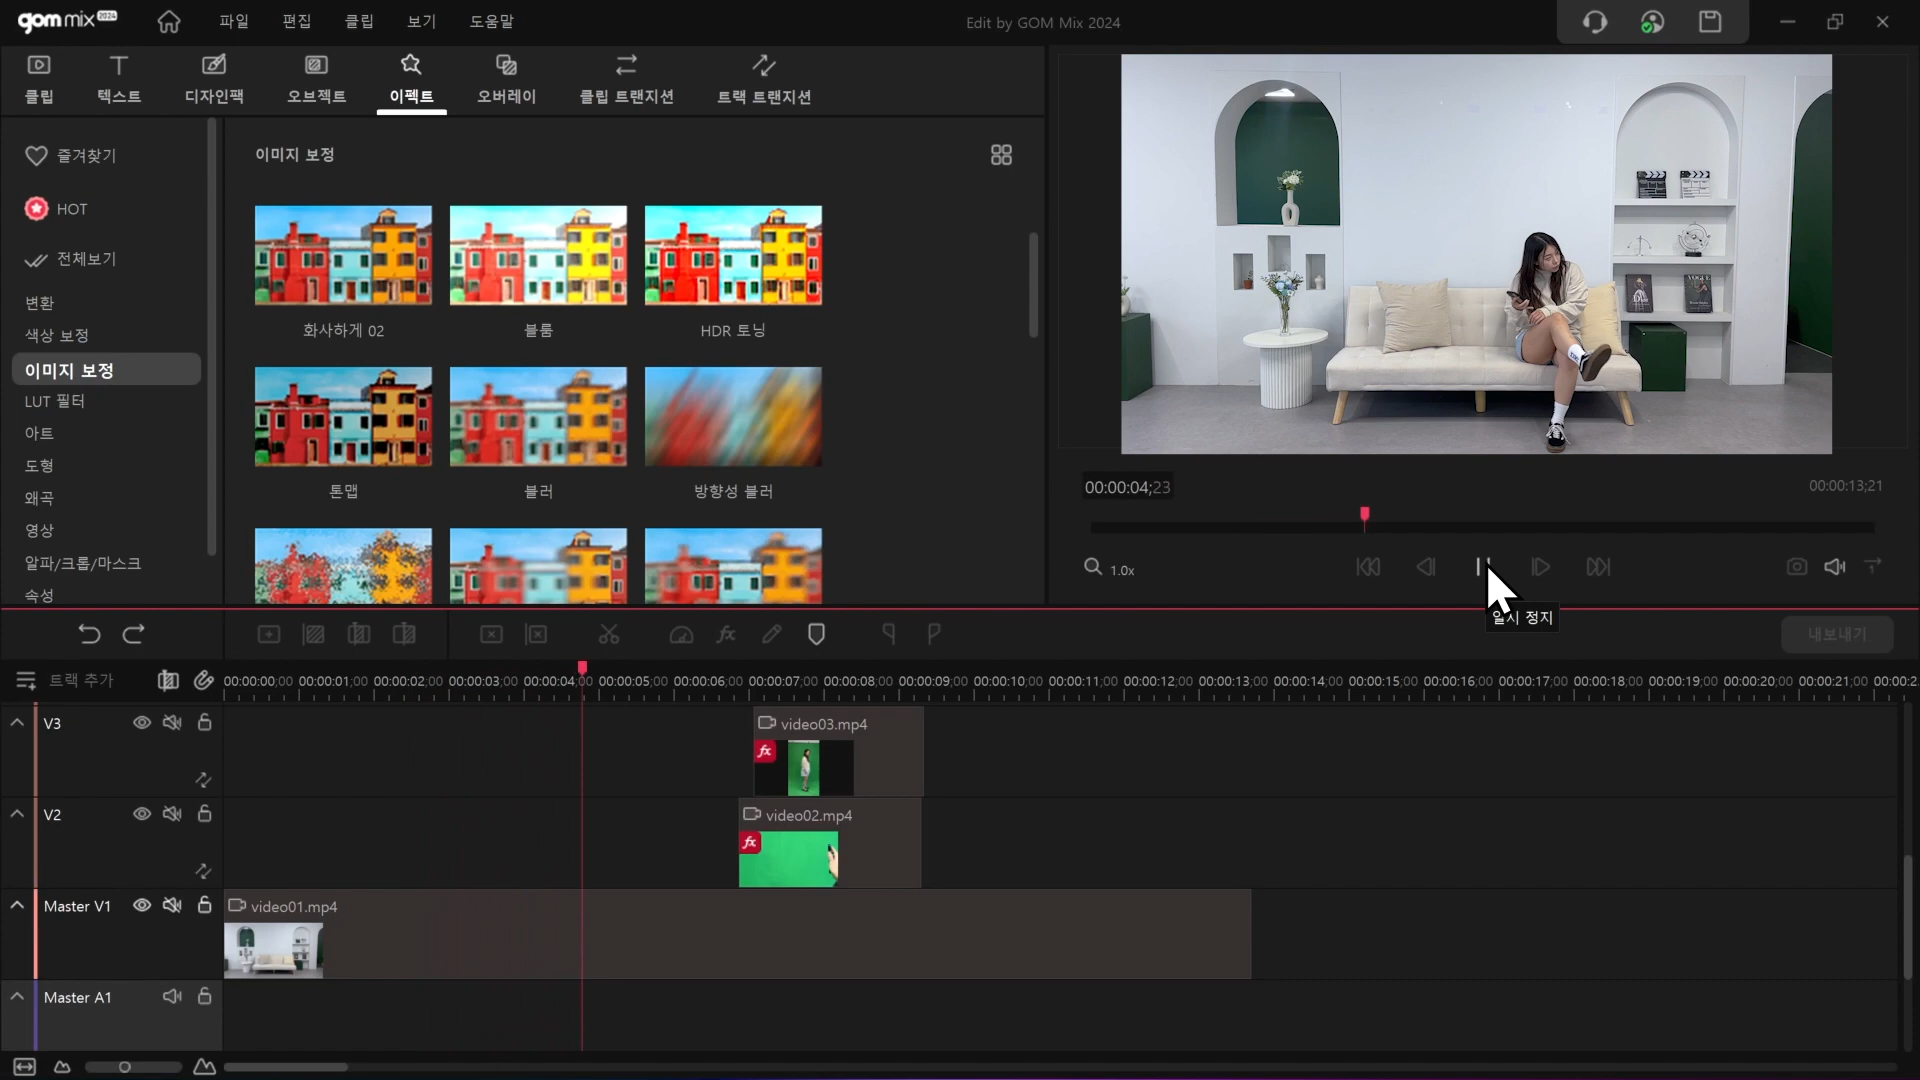 gom mix 2024
파일 편집 클립 보기 도움말
Edit by GOM Mix 2024
클립 텍스트 디자인팩 오브젝트 이펙트 오버레이 클립 트랜지션 트랙 트랜지션
즐겨찾기
HOT
전체보기
변환
색상 보정
이미지 보정
LUT 필터
아트
도형
왜곡
영상
알파/크롭/마스크
속성
이미지 보정
화사하게 02 블룸 HDR 토닝
톤맵 블러 방향성 블러
VOGUE
00:00:04;23 00:00:13;21
1.0x
일시 정지
내보내기
트랙 추가
00:00:00;00 00:00:01;00 00:00:02;00 00:00:03;00 00:00:04;00 00:00:05;00 00:00:06;00 00:00:07;00 00:00:08;00 00:00:09;00 00:00:10;00 00:00:11;00 00:00:12;00 00:00:13;00 00:00:14;00 00:00:15;00 00:00:16;00 00:00:17;00 00:00:18;00 00:00:19;00 00:00:20;00 00:00:21;00 00:00:2
V3
video03.mp4
fx
V2
video02.mp4
fx
Master V1
video01.mp4
Master A1